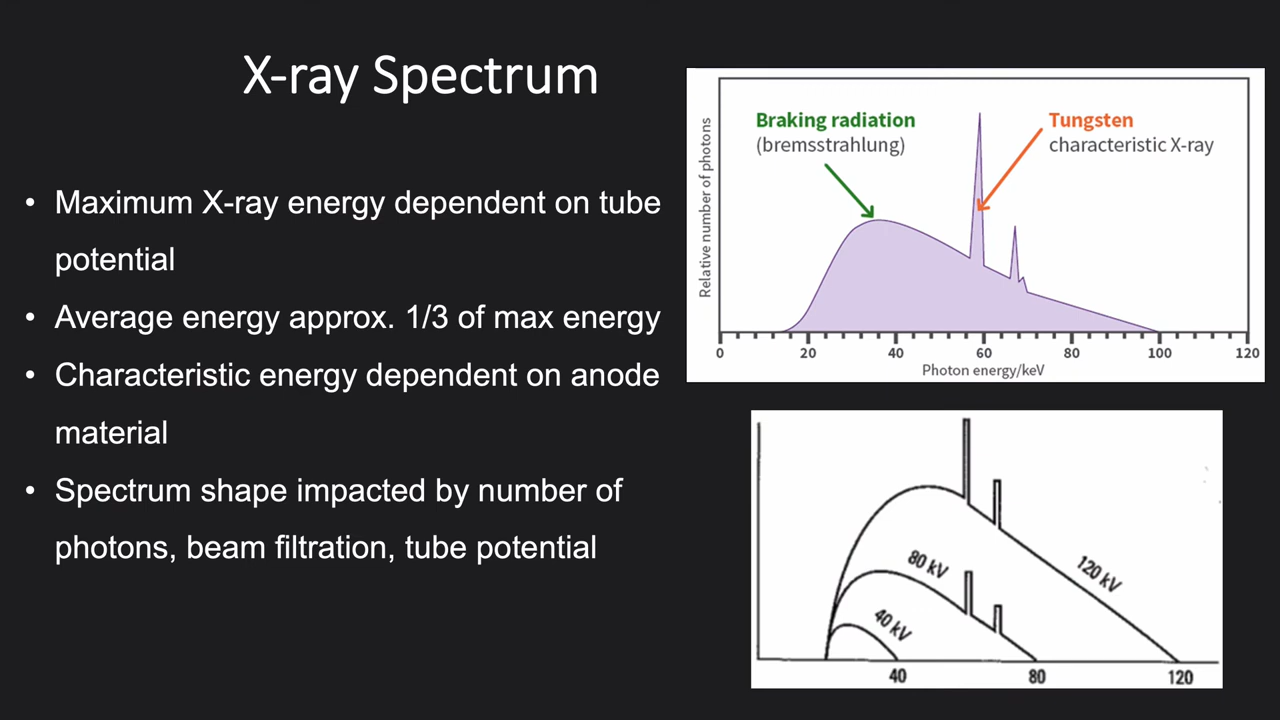 X-ray Spectrum
• Maximum X-ray energy dependent on tube
potential
• Average energy approx. 1/3 of max energy
• Characteristic energy dependent on anode
material
• Spectrum shape impacted by number of
photons, beam filtration, tube potential
Relative number of photons
Braking radiation
(bremsstrahlung)
Tungsten
characteristic X-ray
0 20 40 60 80 100 120
Photon energy/keV
120 kV
80 kV
40 kV
40 80 120